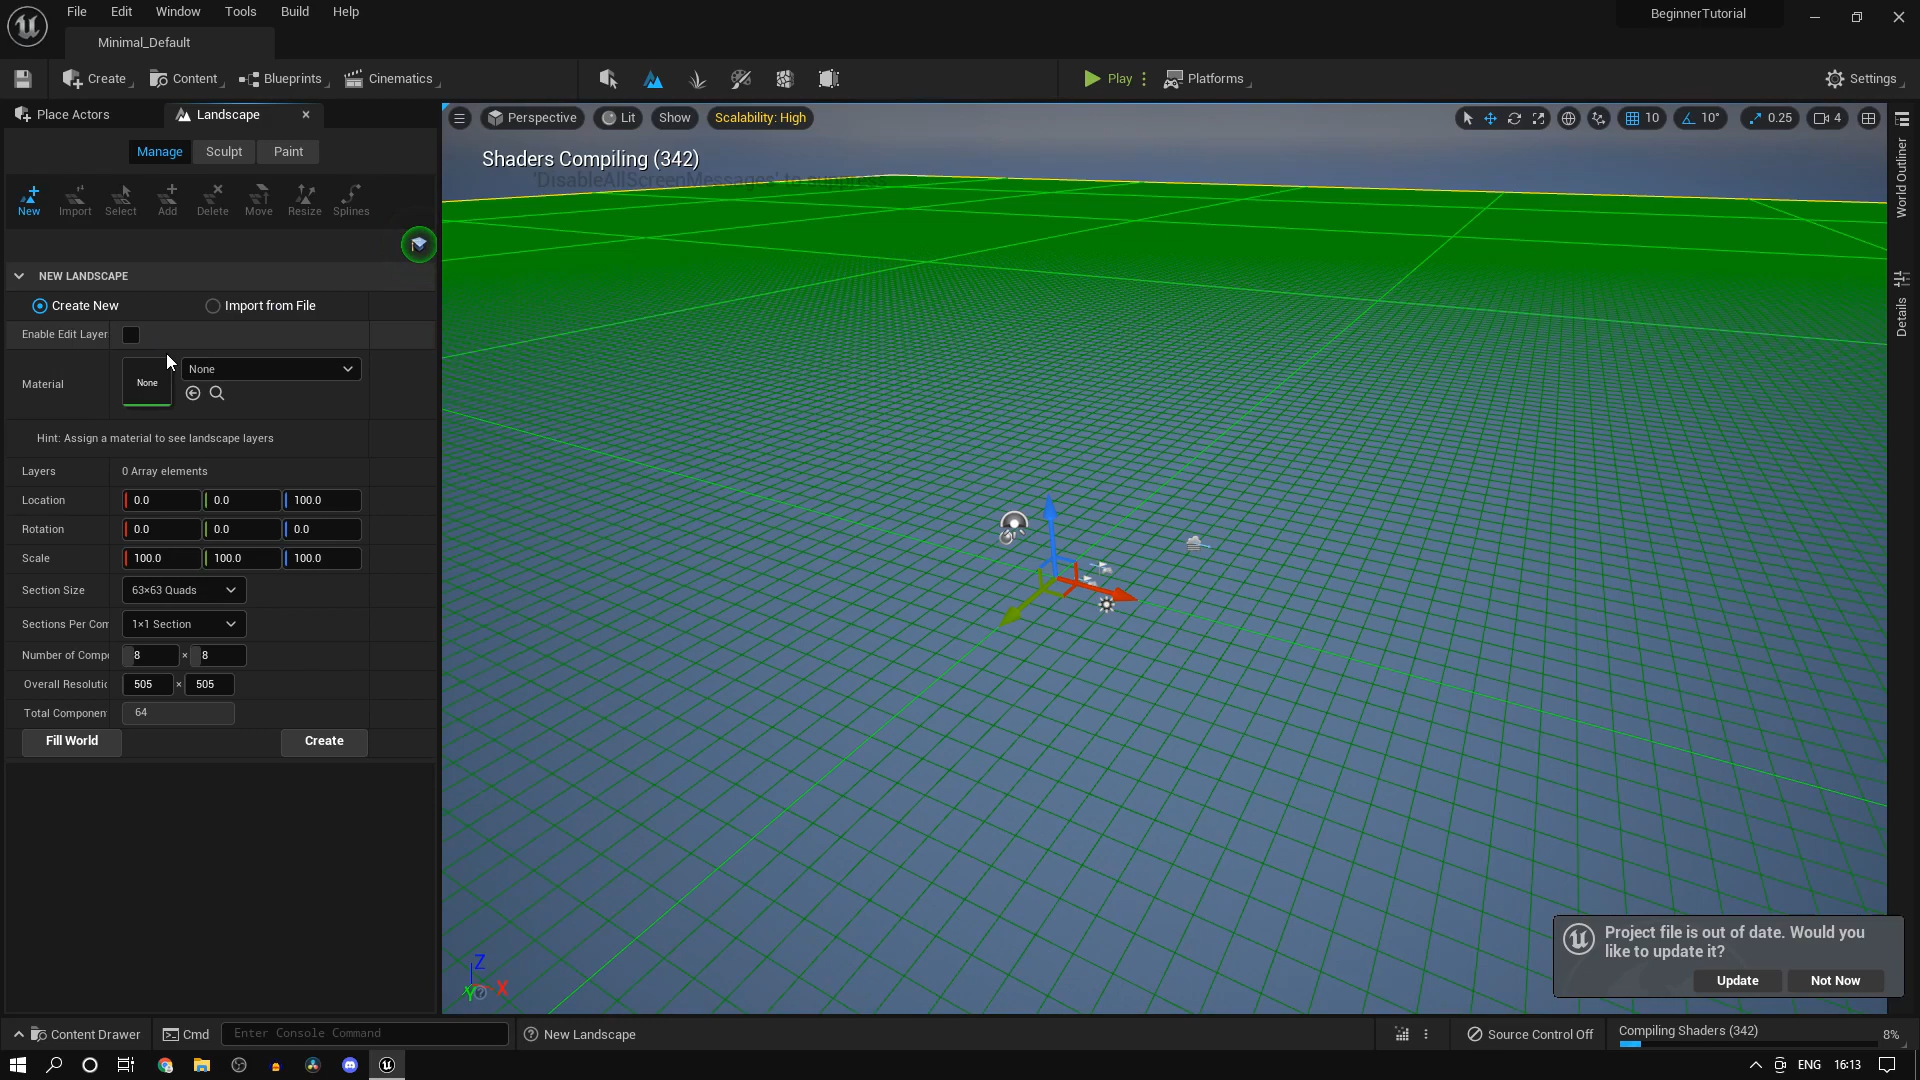 File Edit Window Tools Build Help
BeginnerTutorial
Minimal_Default
Create Content Blueprints Cinematics
Play Platforms
Settings
Place Actors Landscape
Manage Sculpt Paint
New Import Select Add Delete Move Resize Splines
NEW LANDSCAPE
Create New Import from File
Enable Edit Layer
Material None None
Hint: Assign a material to see landscape layers
Layers 0 Array elements
Location 0.0 0.0 100.0
Rotation 0.0 0.0 0.0
Scale 100.0 100.0 100.0
Section Size 63×63 Quads
Sections Per Com 1×1 Section
Number of Compo 8 × 8
Overall Resolutio 505 × 505
Total Component 64
Fill World Create
Perspective Lit Show Scalability: High
10 10° 0.25 4
Shaders Compiling (342)
'DisableAllScreenMessages' to suppress
Z
Y X
World Outliner
Details
Project file is out of date. Would you
like to update it?
Update Not Now
Content Drawer Cmd Enter Console Command New Landscape
Source Control Off Compiling Shaders (342) 8%
ENG 16:13